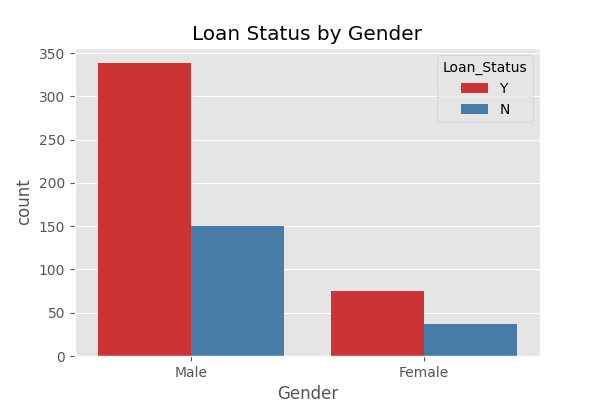 Loan Status by Gender
350
300
250
200
150
100
50
0
count
Loan_Status
Y
N
Male
Female
Gender